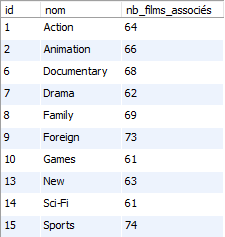 id nom nb_films_associés
1 Action 64
2 Animation 66
6 Documentary 68
7 Drama 62
8 Family 69
9 Foreign 73
10 Games 61
13 New 63
14 Sci-Fi 61
15 Sports 74